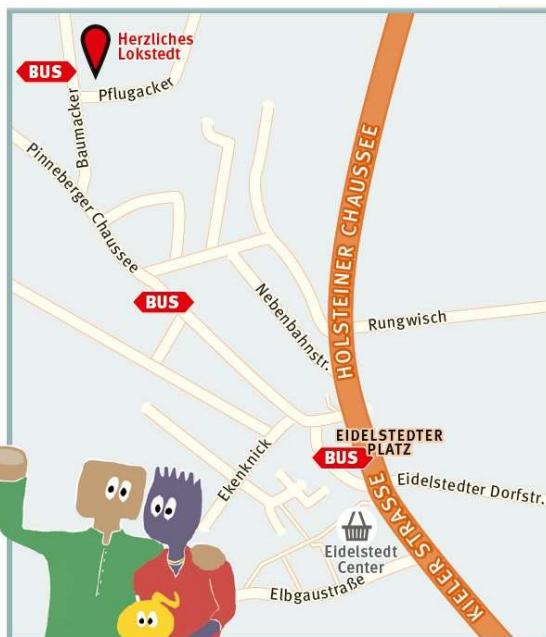 Herzliches
Lokstedt
BUS
Pflugacker
Baumacker
Pinneberger Chaussee
HOLSTEINER CHAUSSEE
BUS
Nebenbahnstr.
Rungwisch
EIDELSTEDTER
PLATZ
BUS
Ekenknick
Eidelstedter Dorfstr.
KIELER STRASSE
Eidelstedt
Center
Elbgaustraße